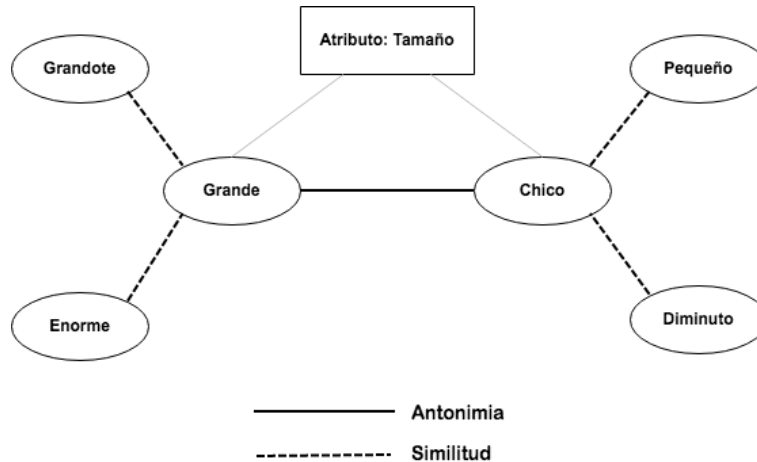 Atributo: Tamaño
Grandote
Pequeño
Grande
Chico
Enorme
Diminuto
Antonimia
Similitud